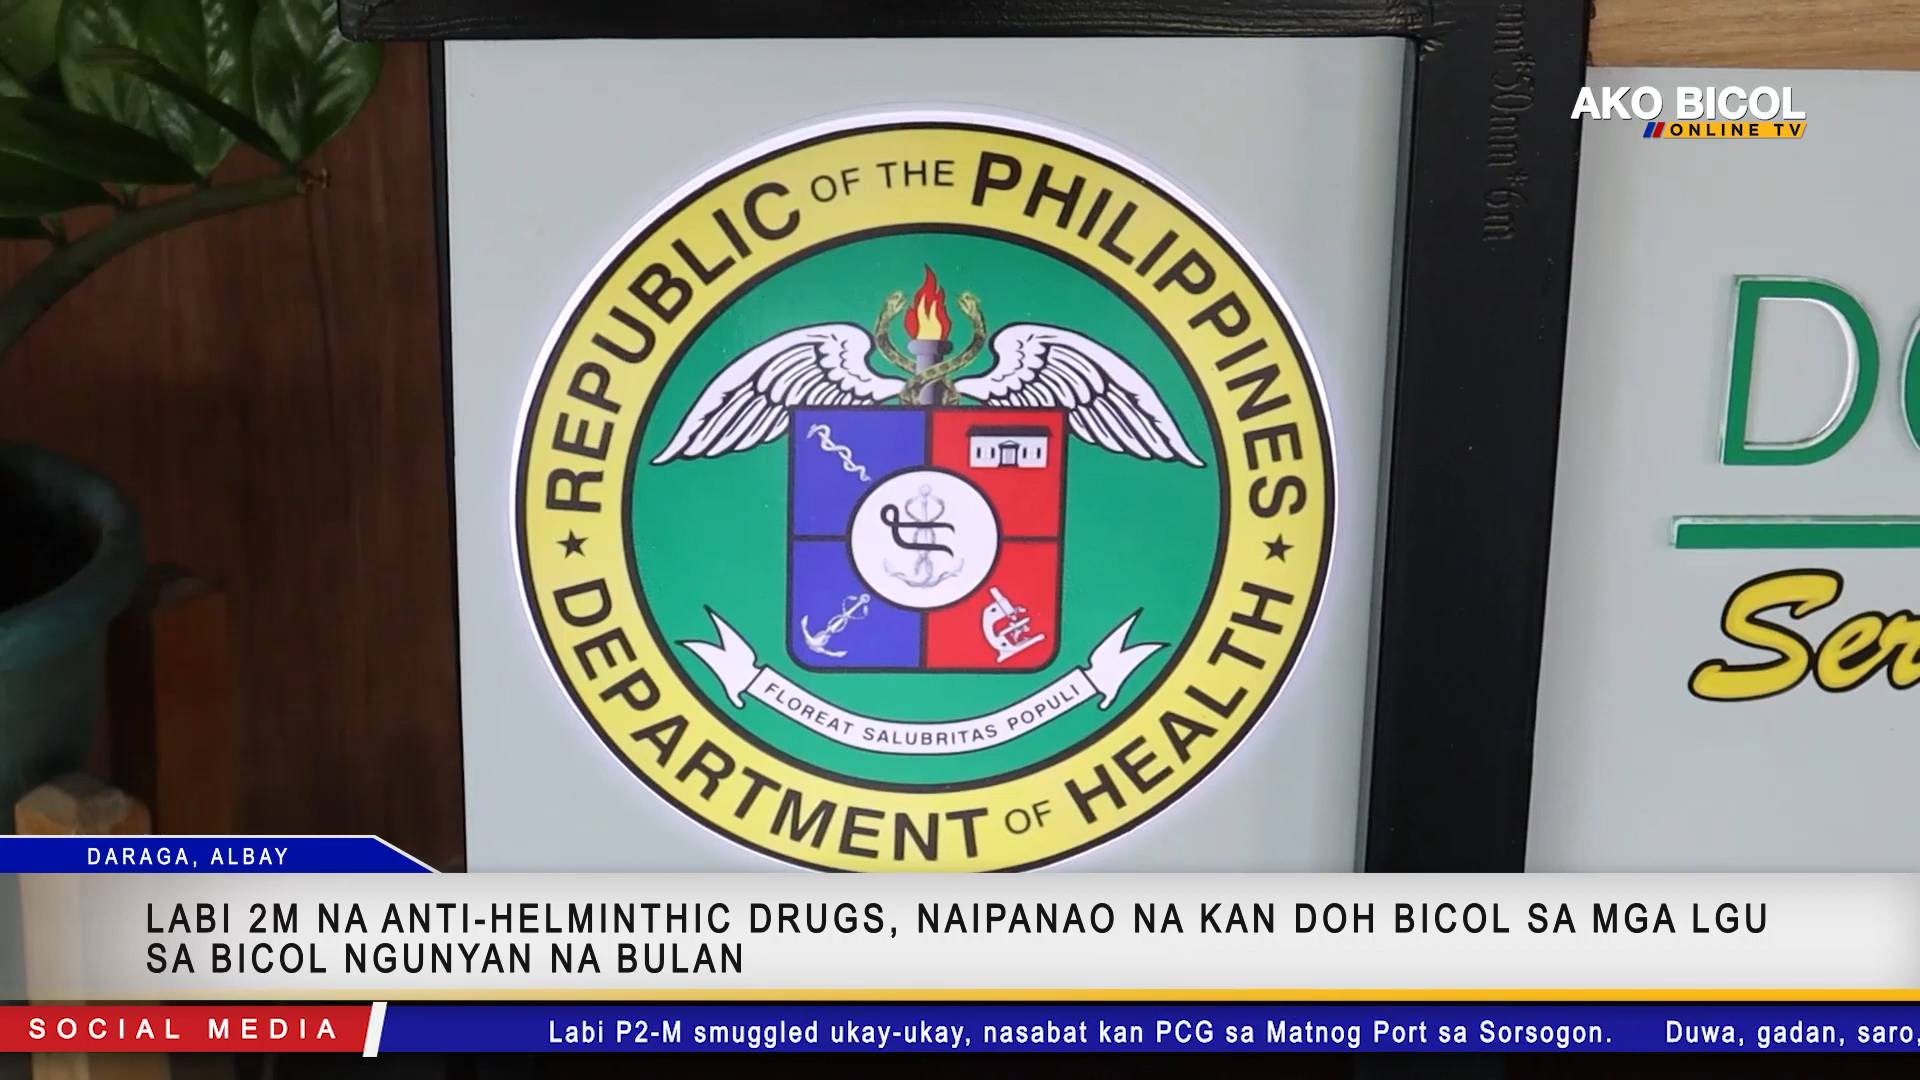 AKO BICOL
ONLINE TV
REPUBLIC OF THE PHILIPPINES
DEPARTMENT OF HEALTH
FLOREAT SALUBRITAS POPULI
DARAGA, ALBAY
LABI 2M NA ANTI-HELMINTHIC DRUGS, NAIPANAO NA KAN DOH BICOL SA MGA LGU
SA BICOL NGUNYAN NA BULAN
SOCIAL MEDIA
Labi P2-M smuggled ukay-ukay, nasabat kan PCG sa Matnog Port sa Sorsogon. Duwa, gadan, saro,